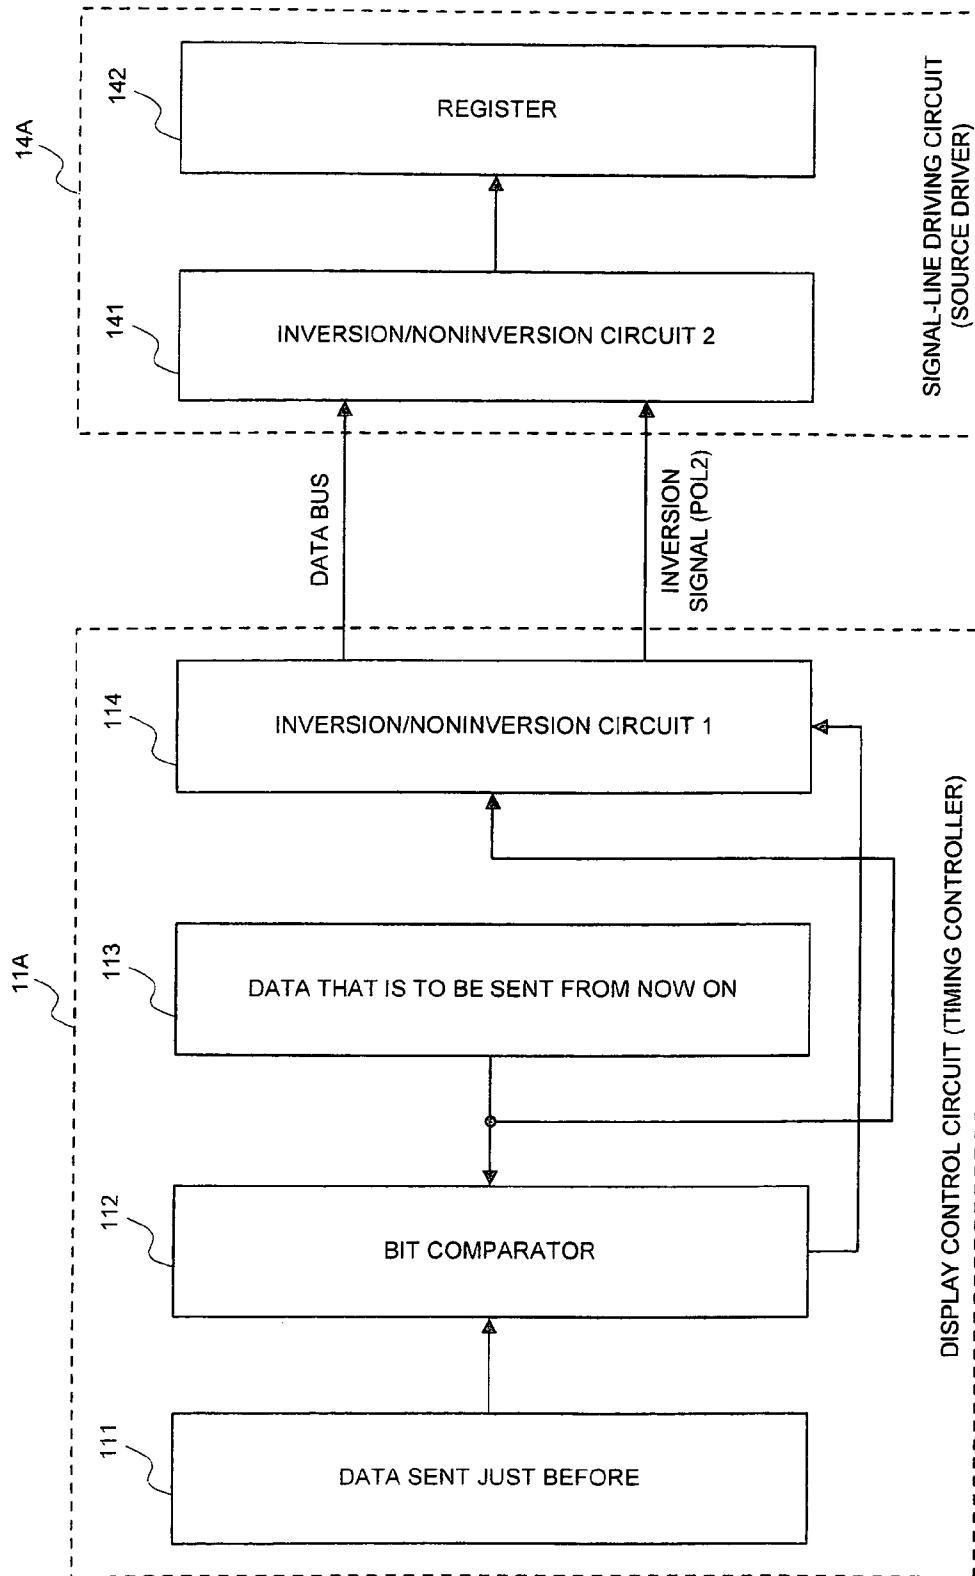 14A
142
REGISTER
141
INVERSION/NONINVERSION CIRCUIT 2
SIGNAL-LINE DRIVING CIRCUIT
(SOURCE DRIVER)
DATA BUS
INVERSION
SIGNAL (POL2)
11A
114
INVERSION/NONINVERSION CIRCUIT 1
113
DATA THAT IS TO BE SENT FROM NOW ON
112
BIT COMPARATOR
111
DATA SENT JUST BEFORE
DISPLAY CONTROL CIRCUIT (TIMING CONTROLLER)